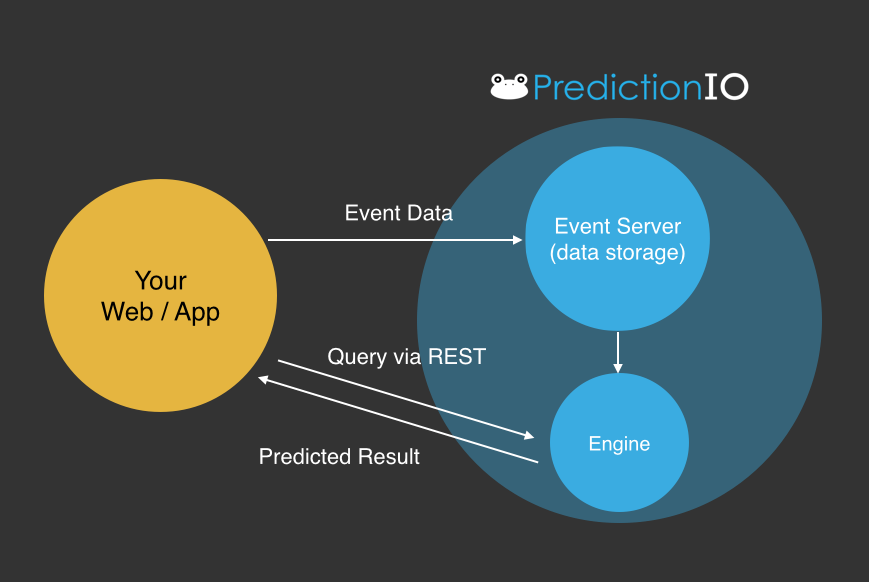 PredictionIO
Event Data
Event Server
(data storage)
Your
Web / App
Query via REST
Engine
Predicted Result